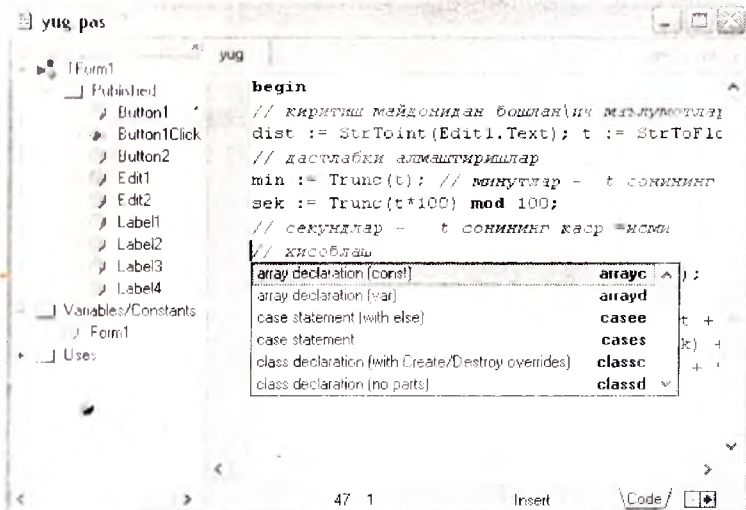 yug pas
TForm1
Published
Button1
Button1Click
Button2
Edit1
Edit2
Label1
Label2
Label3
Label4
Variables/Constants
Form1
Uses
yug
begin
// киритиш майдонидан бошлан\ич маълумотлар
dist := StrToint(Edit1.Text); t := StrToFlo
// дастлабки алмаштиришлар
min := Trunc(t); // минутлар - t сонининг
sek := Trunc(t*100) mod 100;
// секундлар - t сонининг каср =исми
// хисоблаш
array declaration (const) arrayc ) ;
array declaration (var) arrayd
case statement (with else) casee t +
case statement cases k) +
class declaration (with Create/Destroy overrides) classc + '
class declaration (no parts) classd
47 1 Insert \Code/